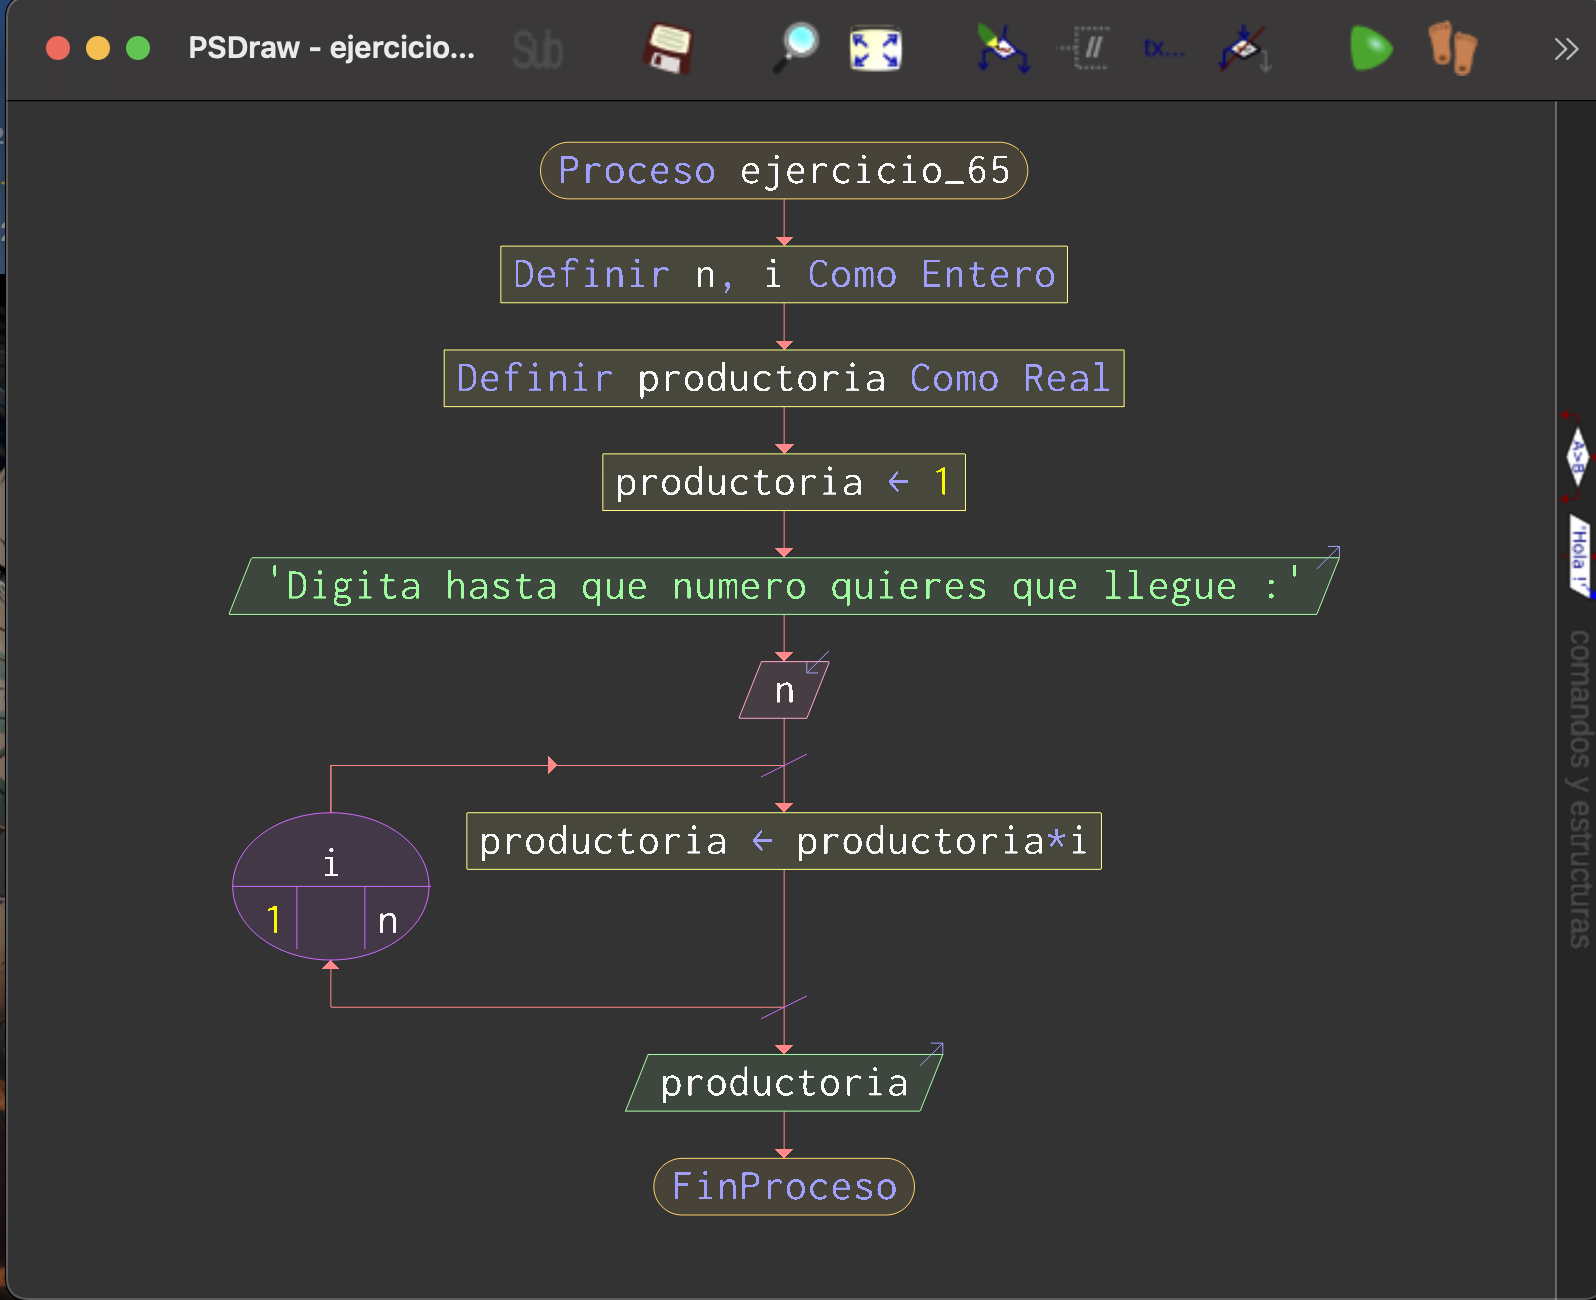 PSDraw - ejercicio...
Sub
//
tx...
Proceso ejercicio_65
Definir n, i Como Entero
Definir productoria Como Real
productoria ← 1
'Digita hasta que numero quieres que llegue :'
n
productoria ← productoria*i
i
1 n
productoria
FinProceso
A>B
"Hola !"
comandos y estructuras